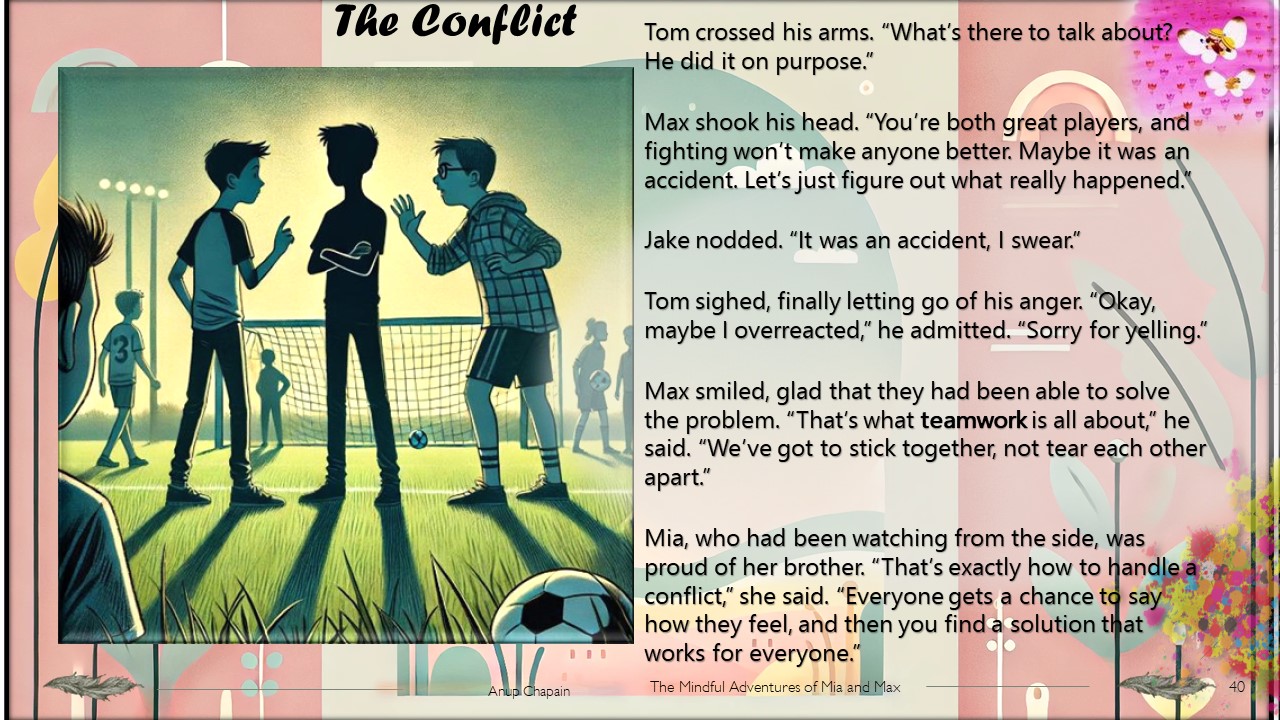 The Conflict
Tom crossed his arms. “What’s there to talk about?
He did it on purpose.”
Max shook his head. “You’re both great players, and
fighting won’t make anyone better. Maybe it was an
accident. Let’s just figure out what really happened.”
Jake nodded. “It was an accident, I swear.”
Tom sighed, finally letting go of his anger. “Okay,
maybe I overreacted,” he admitted. “Sorry for yelling.”
Max smiled, glad that they had been able to solve
the problem. “That’s what teamwork is all about,” he
said. “We’ve got to stick together, not tear each other
apart.”
Mia, who had been watching from the side, was
proud of her brother. “That’s exactly how to handle a
conflict,” she said. “Everyone gets a chance to say
how they feel, and then you find a solution that
works for everyone.”
3
Anup Chapain
The Mindful Adventures of Mia and Max
40